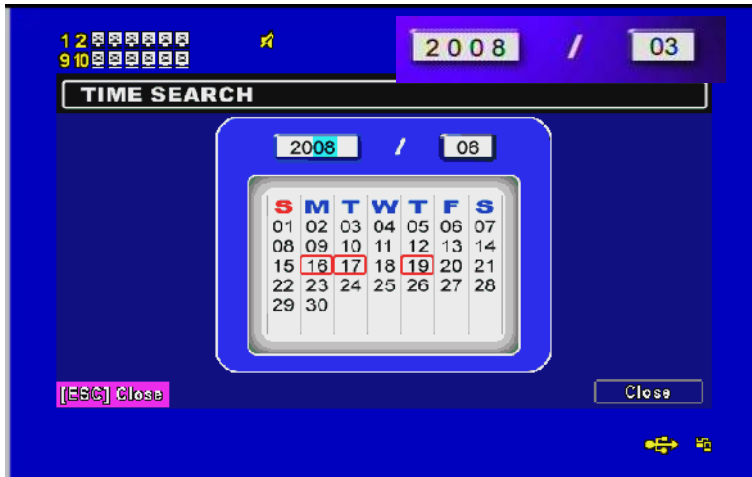 1 2
9 10
2008 / 03
TIME SEARCH
2008 / 06
S M T W T F S
01 02 03 04 05 06 07
08 09 10 11 12 13 14
15 16 17 18 19 20 21
22 23 24 25 26 27 28
29 30
[ESC] Close
Close